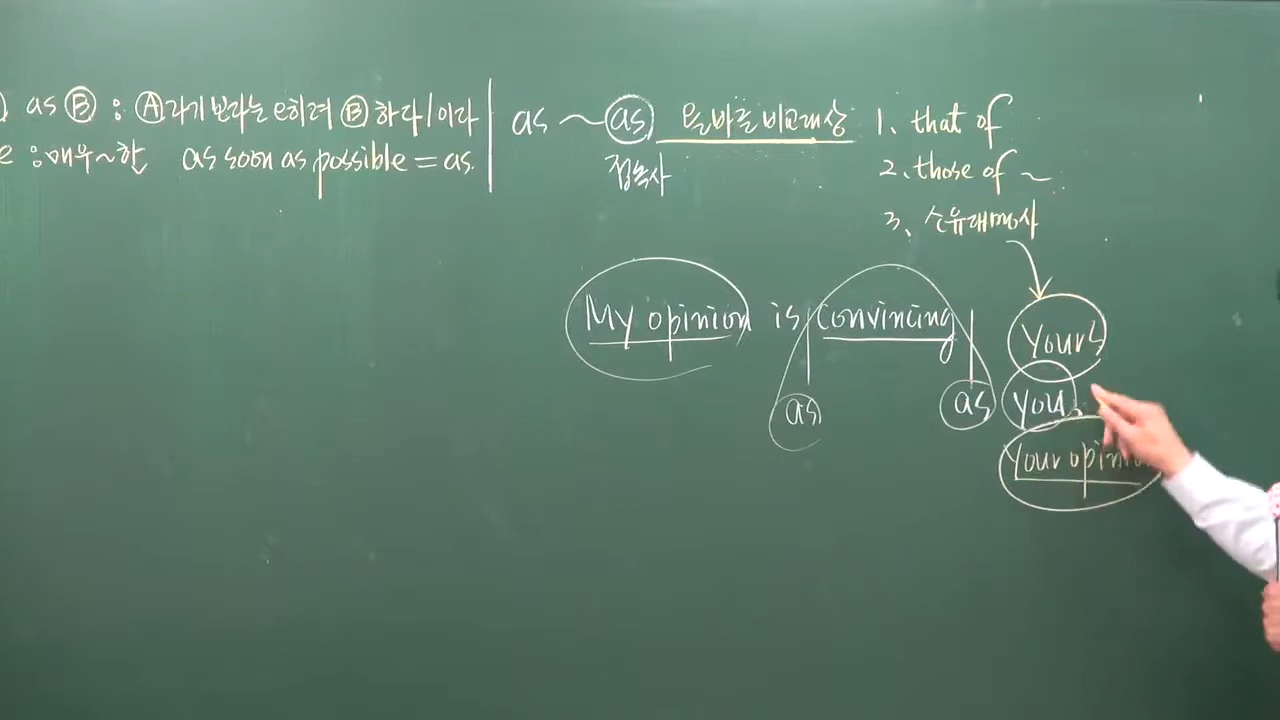 as Ⓑ : Ⓐ라기 보다는 오히려 Ⓑ 하다/이다
e : 매우~한 as soon as possible = as.
as ~ as 올바른 비교대상
접속사
1. that of
2. those of ~
3. 소유대명사
My opinion is convincing
as as
yours
you
Your opinion